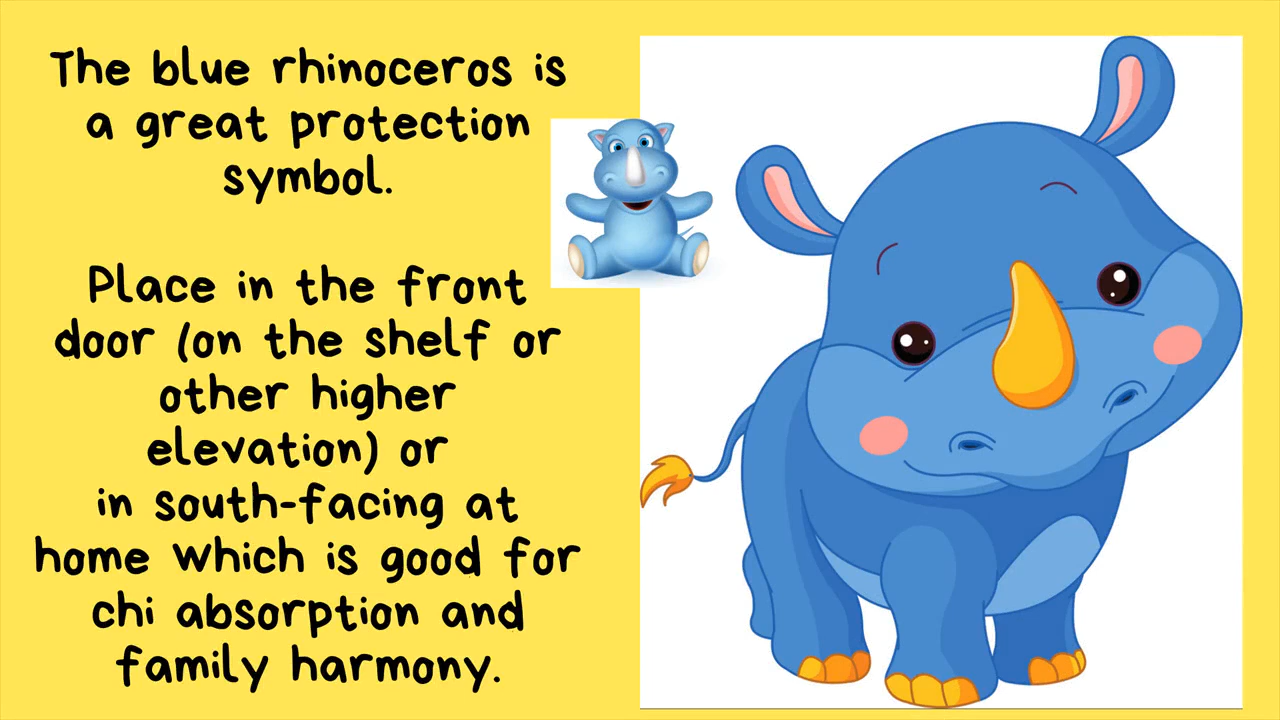 The blue rhinoceros is
a great protection
symbol.
Place in the front
door (on the shelf or
other higher
elevation) or
in south-facing at
home which is good for
chi absorption and
family harmony.